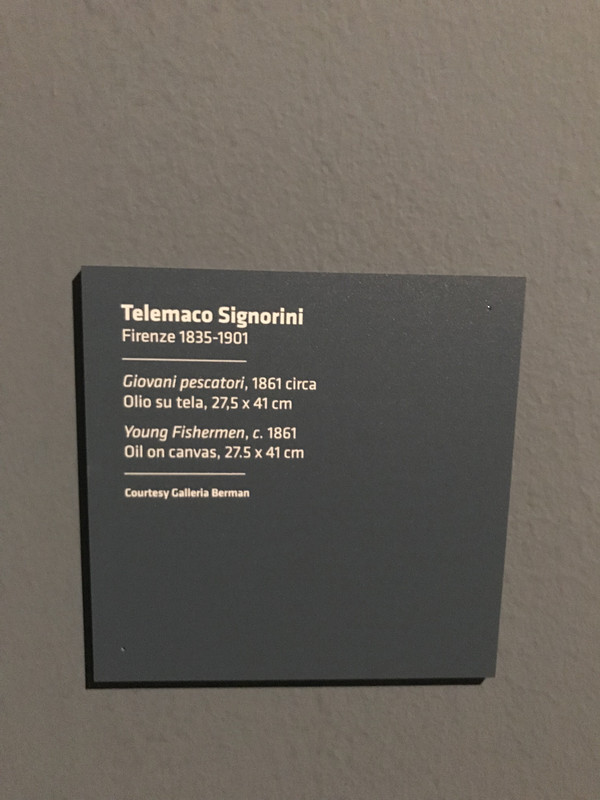 Telemaco Signorini
Firenze 1835-1901
Giovani pescatori, 1861 circa
Olio su tela, 27,5 x 41 cm
Young Fishermen, c. 1861
Oil on canvas, 27.5 x 41 cm
Courtesy Galleria Berman